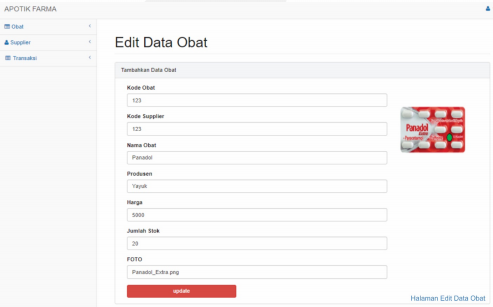 APOTIK FARMA
Obat
Supplier
Transaksi
Edit Data Obat
Tambahkan Data Obat
Kode Obat
123
Kode Supplier
123
Nama Obat
Panadol
Produsen
Yayuk
Harga
5000
Jumlah Stok
20
FOTO
Panadol_Extra.png
update
Panadol
Halaman Edit Data Obat